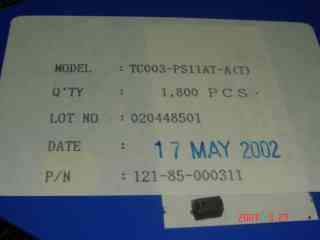 MODEL : TC003-PS11AT-A(T)
Q'TY : 1,800 PCS.
LOT NO : 020448501
DATE : 17 MAY 2002
P/N : 121-85-000311